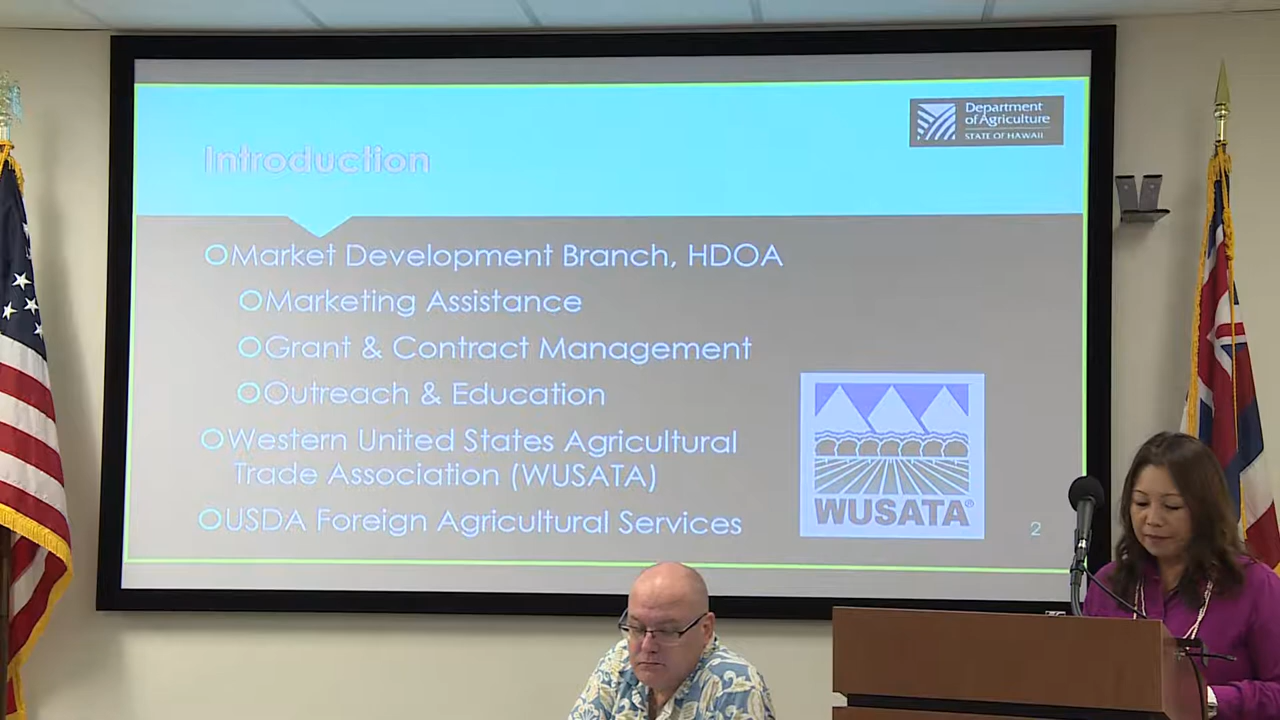 Department
of Agriculture
STATE OF HAWAII
Introduction
Market Development Branch, HDOA
Marketing Assistance
Grant & Contract Management
Outreach & Education
Western United States Agricultural
Trade Association (WUSATA)
USDA Foreign Agricultural Services
WUSATA®
2